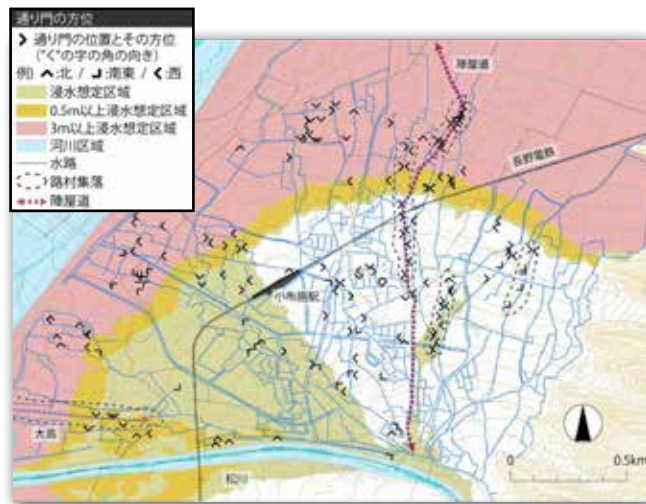 通り門の方位
通り門の位置とその方位
("く"の字の角の向き)
例) :北 / :南東 / :西
浸水想定区域
0.5m以上浸水想定区域
3m以上浸水想定区域
河川区域
水路
路村集落
陣屋道
陣屋道
長野電鉄
小布施駅
大島
松川
0 0.5km